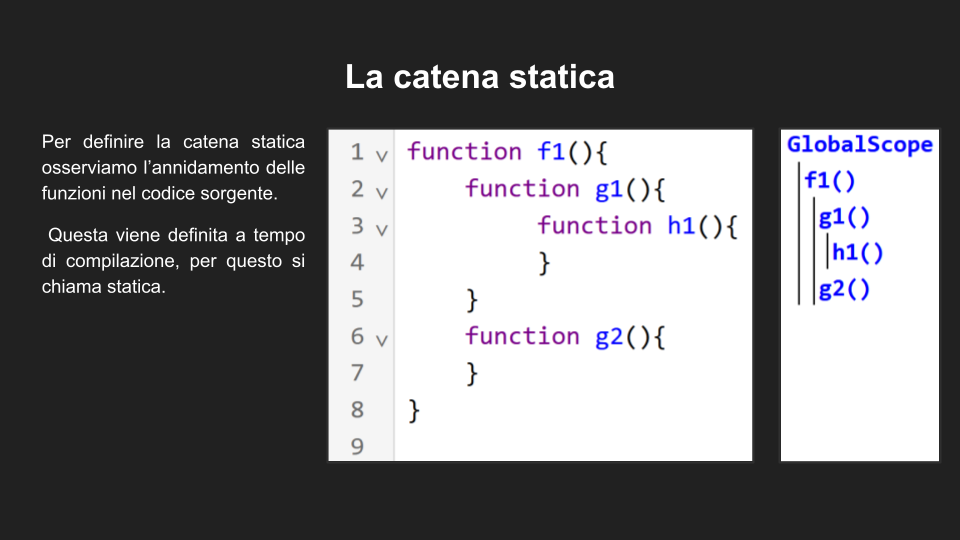 La catena statica
Per definire la catena statica
osserviamo l’annidamento delle
funzioni nel codice sorgente.
Questa viene definita a tempo
di compilazione, per questo si
chiama statica.
1 v function f1(){
2 v     function g1(){
3 v          function h1(){
4          }
5     }
6 v     function g2(){
7     }
8 }
9
GlobalScope
f1()
g1()
h1()
g2()